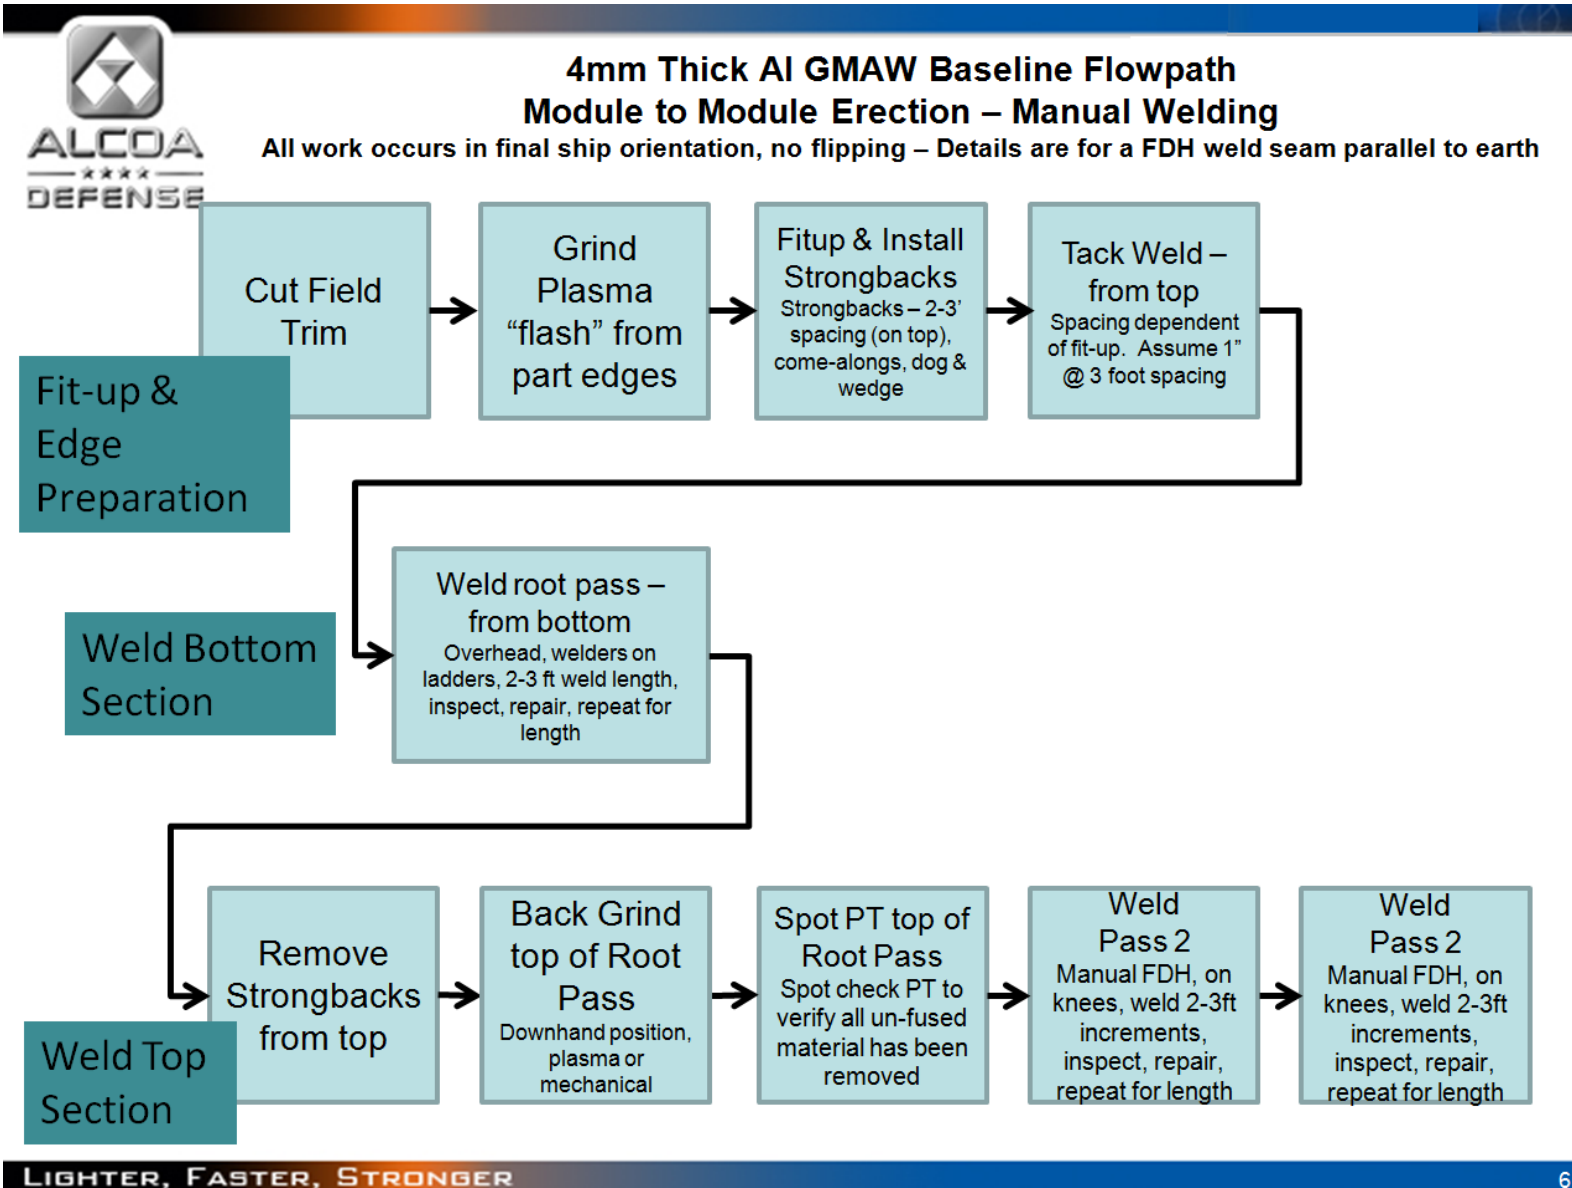 4mm Thick Al GMAW Baseline Flowpath
Module to Module Erection – Manual Welding
All work occurs in final ship orientation, no flipping – Details are for a FDH weld seam parallel to earth
ALCOA
DEFENSE
Cut Field
Trim
Grind
Plasma
“flash” from
part edges
Fitup & Install
Strongbacks
Strongbacks – 2-3’
spacing (on top),
come-alongs, dog &
wedge
Tack Weld –
from top
Spacing dependent
of fit-up. Assume 1”
@ 3 foot spacing
Fit-up &
Edge
Preparation
Weld root pass –
from bottom
Overhead, welders on
ladders, 2-3 ft weld length,
inspect, repair, repeat for
length
Weld Bottom
Section
Remove
Strongbacks
from top
Back Grind
top of Root
Pass
Downhand position,
plasma or
mechanical
Spot PT top of
Root Pass
Spot check PT to
verify all un-fused
material has been
removed
Weld
Pass 2
Manual FDH, on
knees, weld 2-3ft
increments,
inspect, repair,
repeat for length
Weld
Pass 2
Manual FDH, on
knees, weld 2-3ft
increments,
inspect, repair,
repeat for length
Weld Top
Section
LIGHTER, FASTER, STRONGER
6